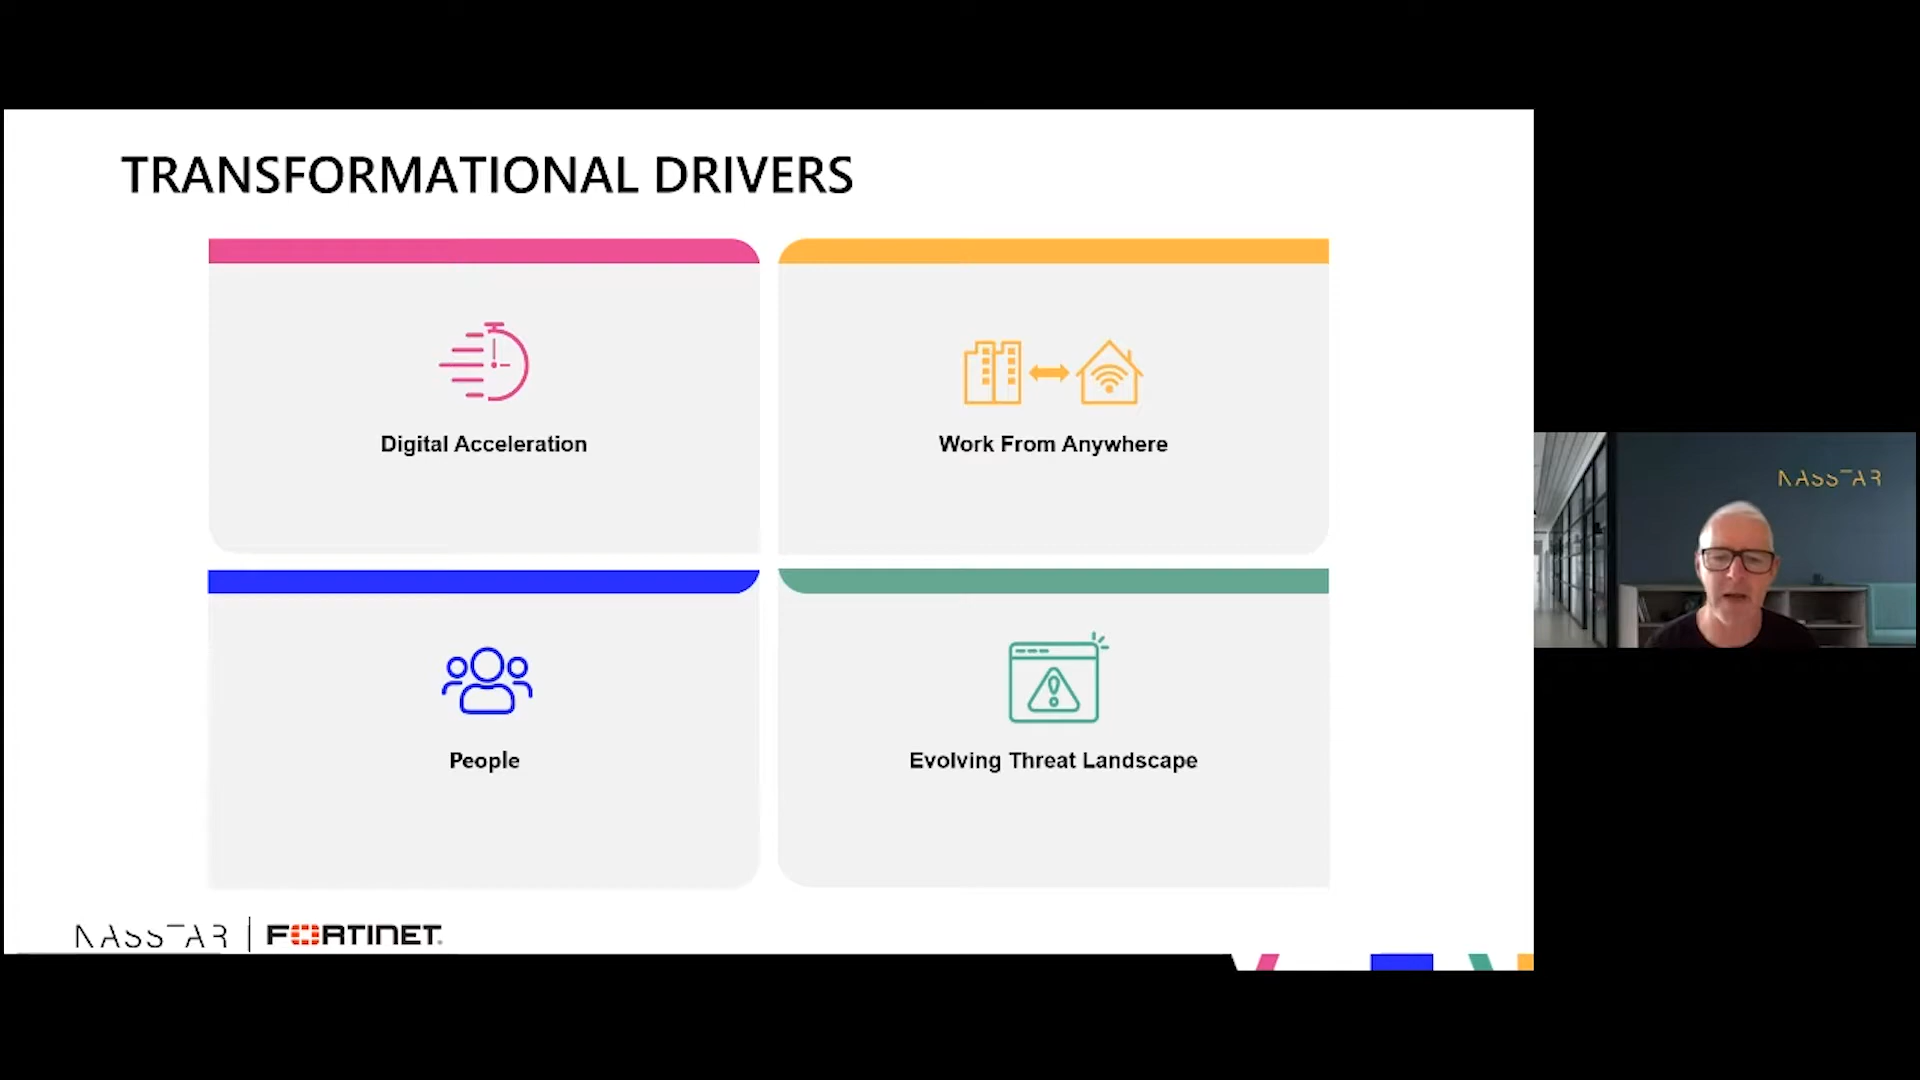 TRANSFORMATIONAL DRIVERS
Digital Acceleration
Work From Anywhere
People
Evolving Threat Landscape
NASSTAR | FORTINET
NASSTAR